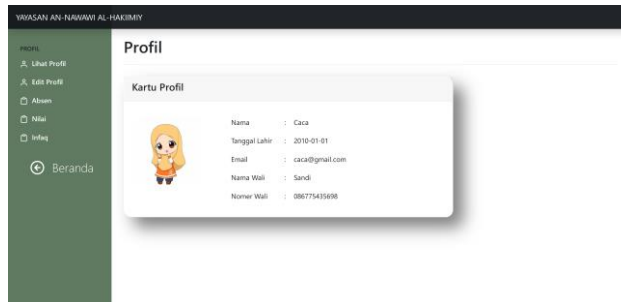 YAYASAN AN-NAWAWI AL-HAKIIMIY
PROFIL
Lihat Profil
Edit Profil
Absen
Nilai
Infaq
Beranda
Profil
Kartu Profil
Nama : Caca
Tanggal Lahir : 2010-01-01
Email : caca@gmail.com
Nama Wali : Sandi
Nomer Wali : 086775435698